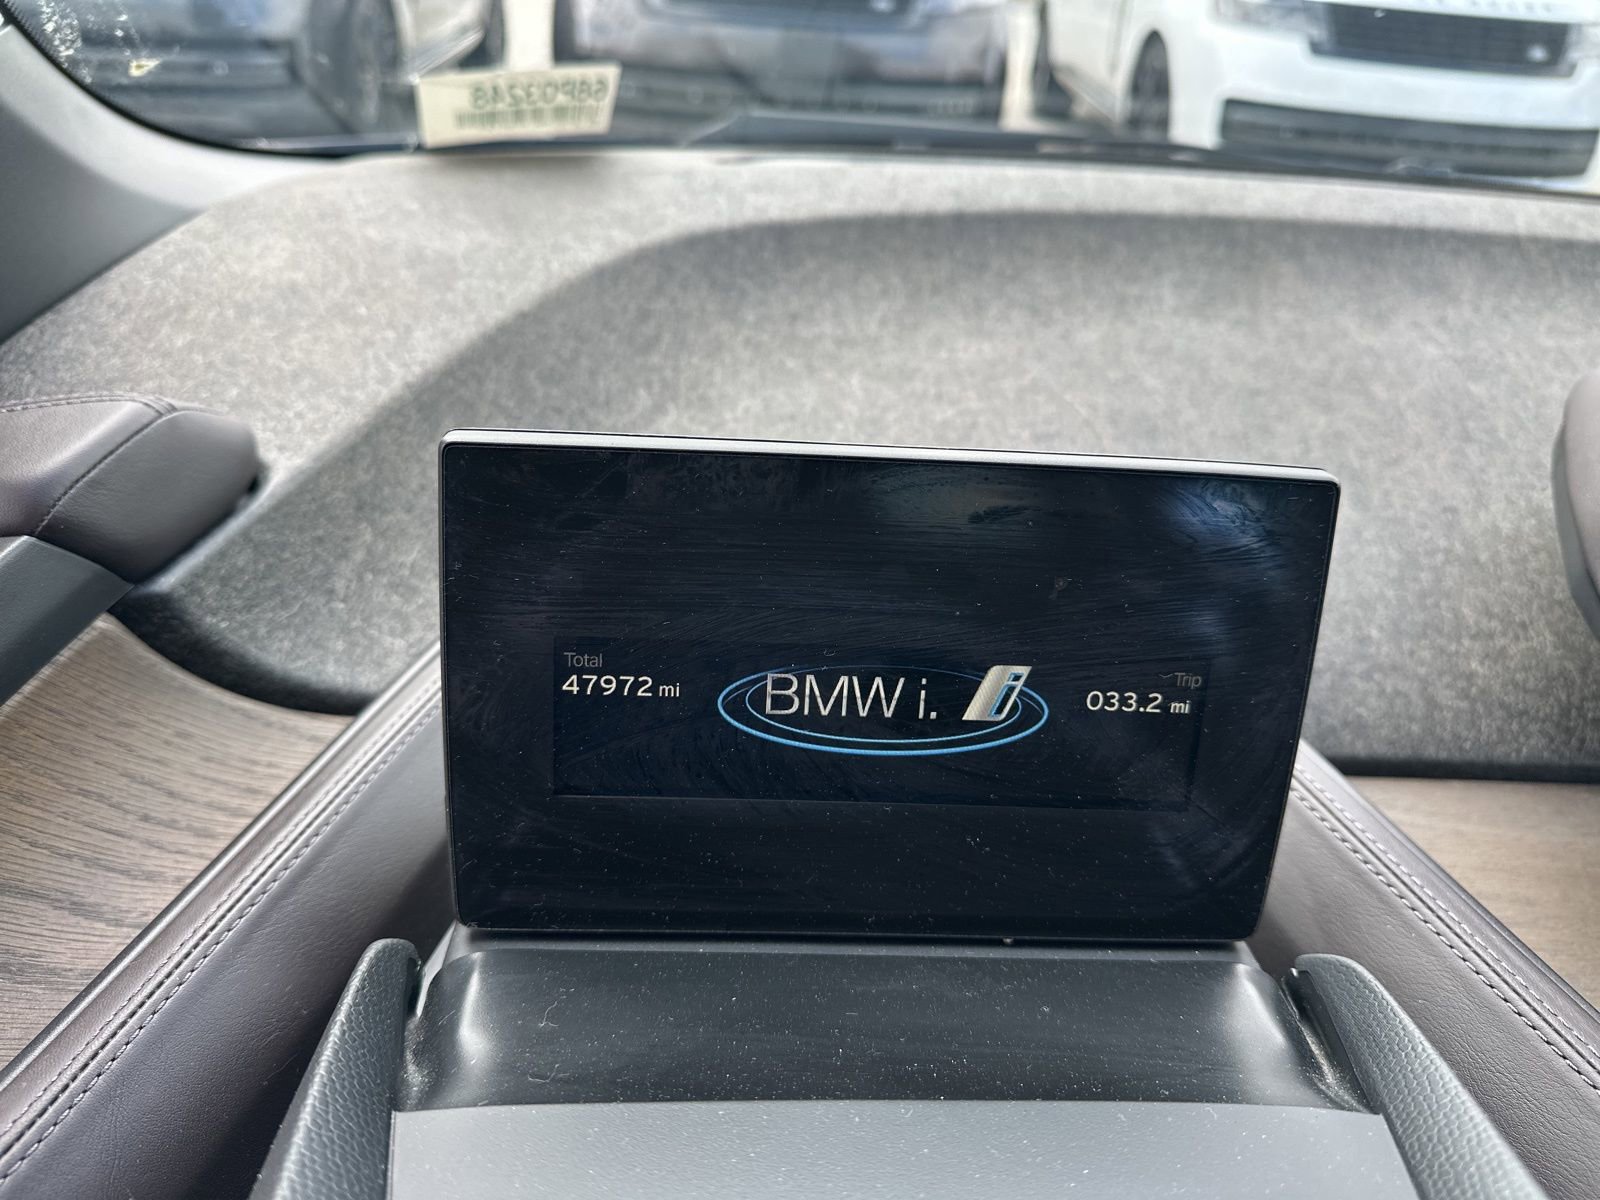 Total
47972 mi
BMW i.
i
Trip
033.2 mi